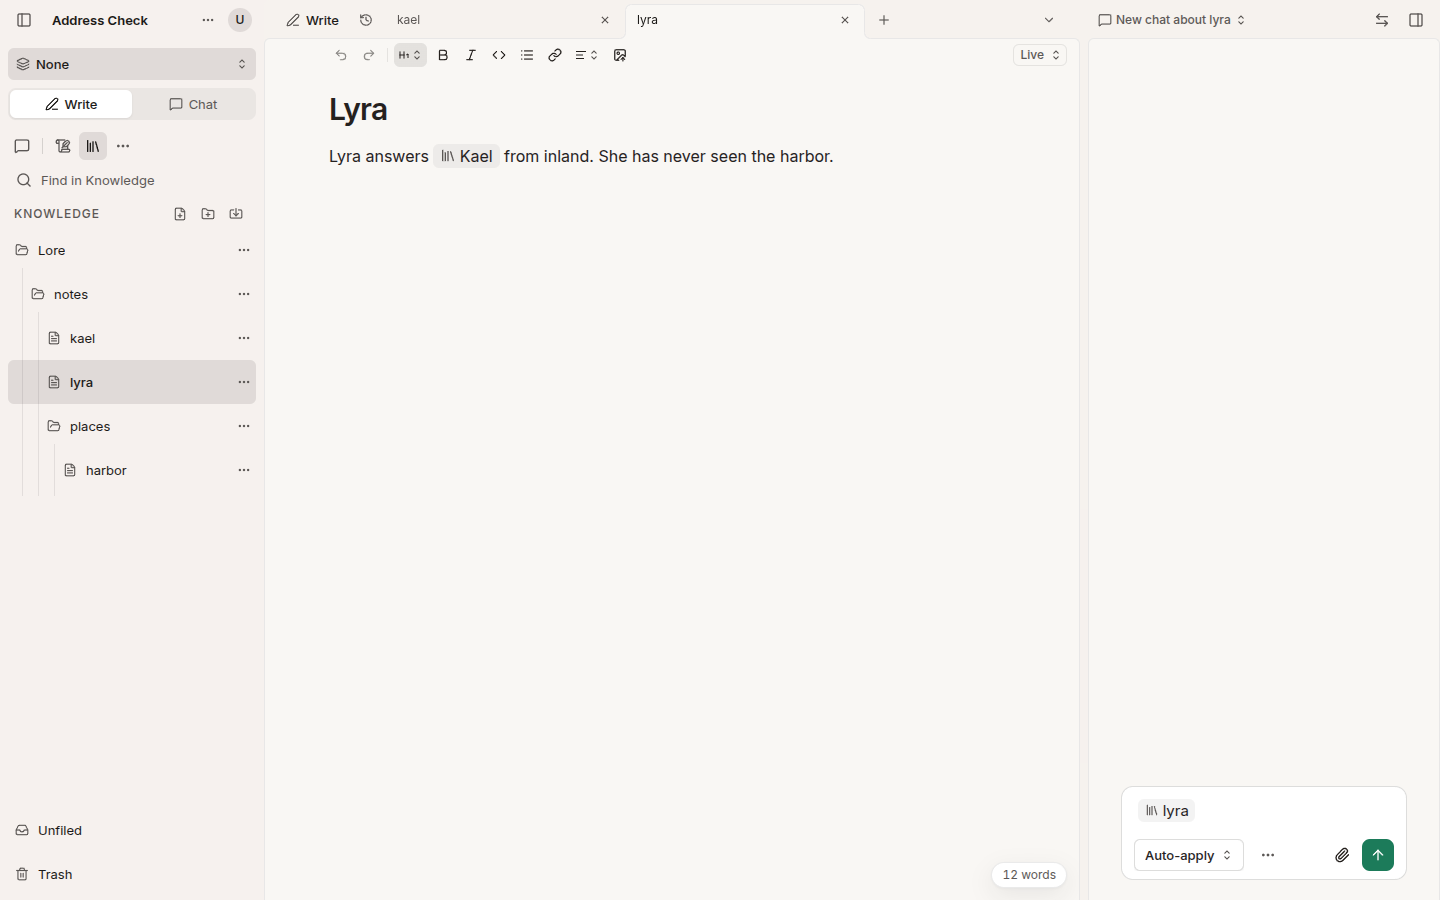 Address Check
U
Write
kael
lyra
New chat about lyra
None
Write
Chat
H1
Live
Find in Knowledge
KNOWLEDGE
Lore
notes
kael
lyra
places
harbor
Unfiled
Trash
Lyra
Lyra answers Kael from inland. She has never seen the harbor.
12 words
lyra
Auto-apply